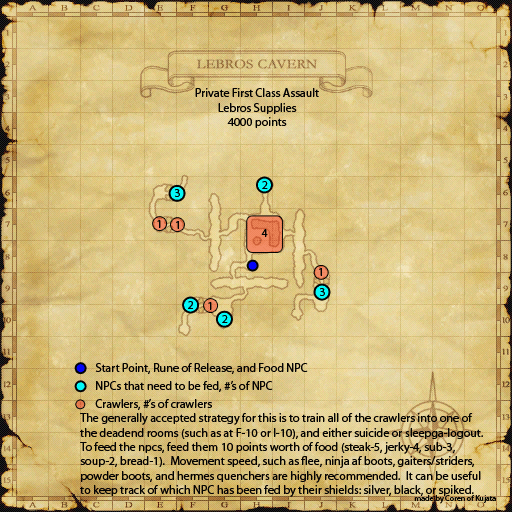 A B C D E F G H I J K L M N O
LEBROS CAVERN
Private First Class Assault
Lebros Supplies
4000 points
3
2
1 1
4
1
3
2 1
2
Start Point, Rune of Release, and Food NPC
NPCs that need to be fed, #'s of NPC
Crawlers, #'s of crawlers
The generally accepted strategy for this is to train all of the crawlers into one of
the deadend rooms (such as at F-10 or I-10), and either suicide or sleepga-logout.
To feed the npcs, feed them 10 points worth of food (steak-5, jerky-4, sub-3,
soup-2, bread-1).  Movement speed, such as flee, ninja af boots, gaiters/striders,
powder boots, and hermes quenchers are highly recommended.  It can be useful
to keep track of which NPC has been fed by their shields: silver, black, or spiked.
made by Coren of Kujata